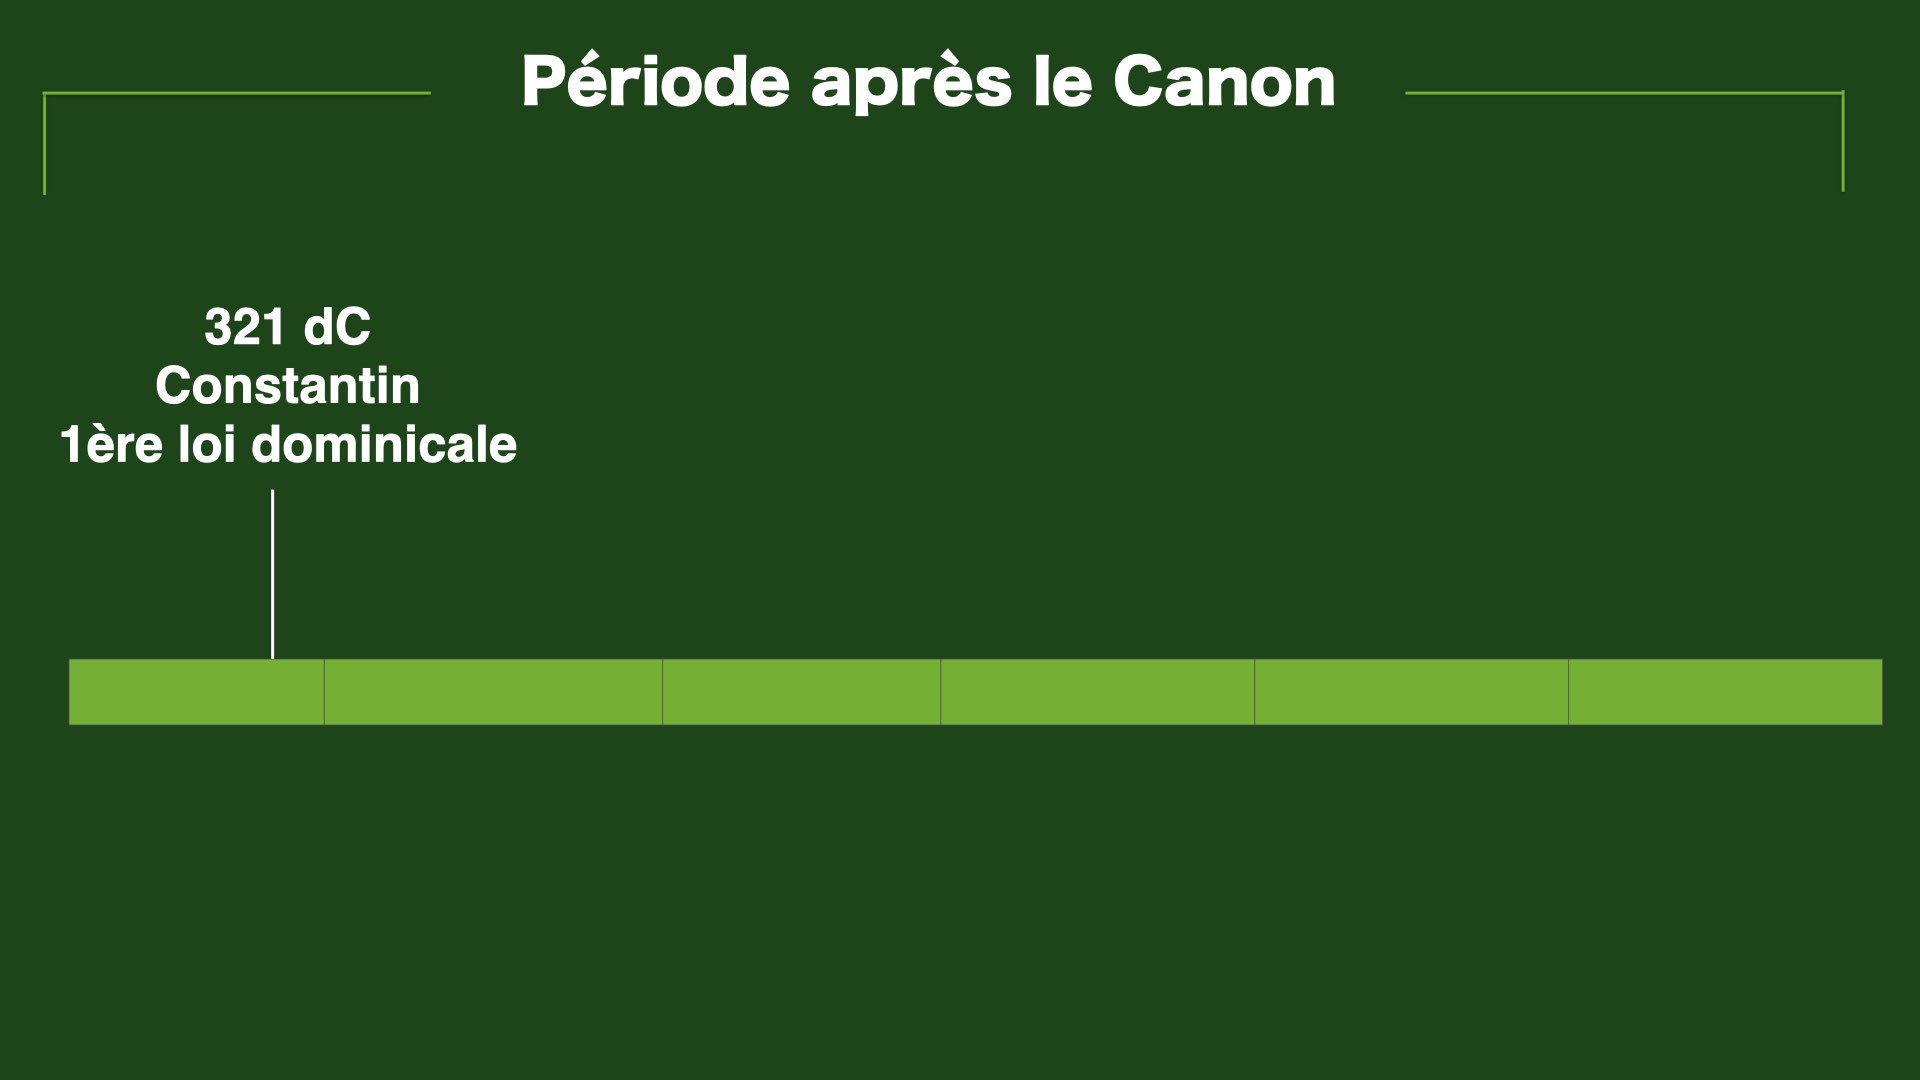 Période après le Canon
321 dC
Constantin
1ère loi dominicale